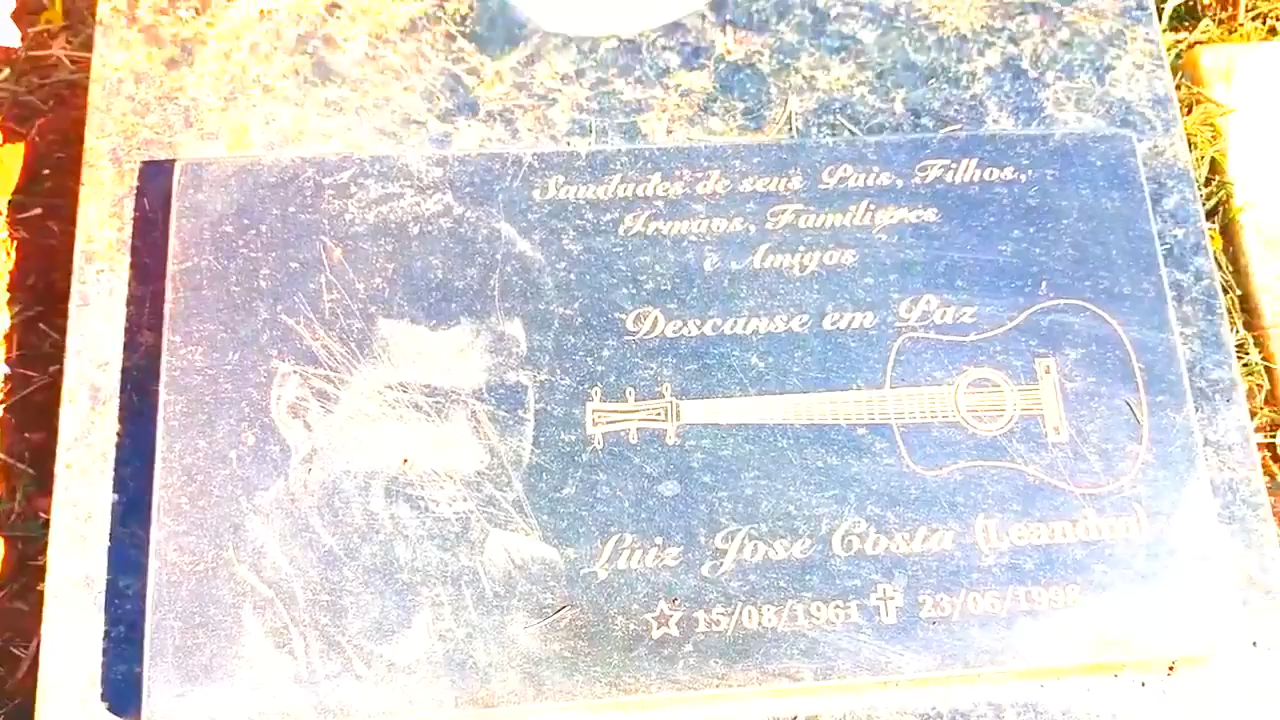 Saudades de seus Pais, Filhos,
Irmãos, Familiares
e Amigos
Descanse em Paz
Luiz José Costa (Leandro)
15/08/1961 23/06/1998